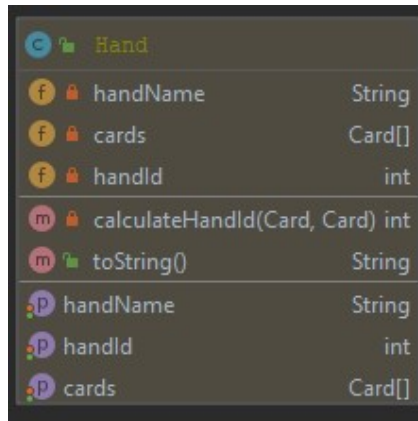 C Hand
f handName String
f cards Card[]
f handId int
m calculateHandId(Card, Card) int
m toString() String
p handName String
p handId int
p cards Card[]